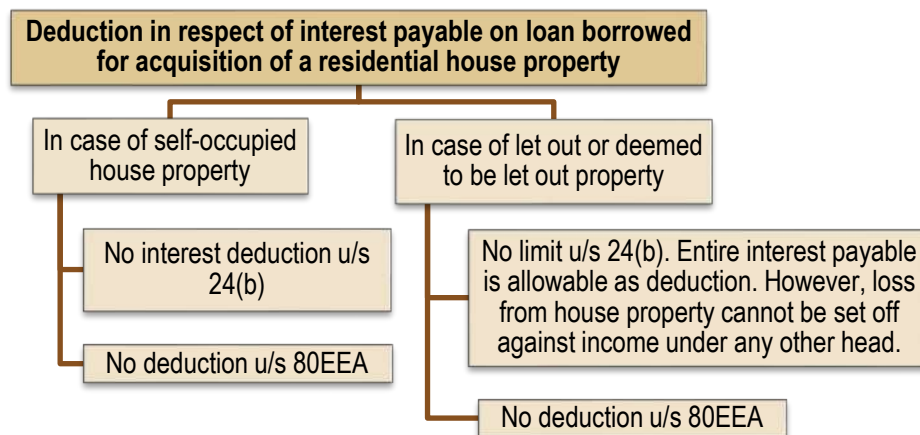 Deduction in respect of interest payable on loan borrowed
for acquisition of a residential house property
In case of self-occupied
house property
No interest deduction u/s
24(b)
No deduction u/s 80EEA
In case of let out or deemed
to be let out property
No limit u/s 24(b). Entire interest payable
is allowable as deduction. However, loss
from house property cannot be set off
against income under any other head.
No deduction u/s 80EEA